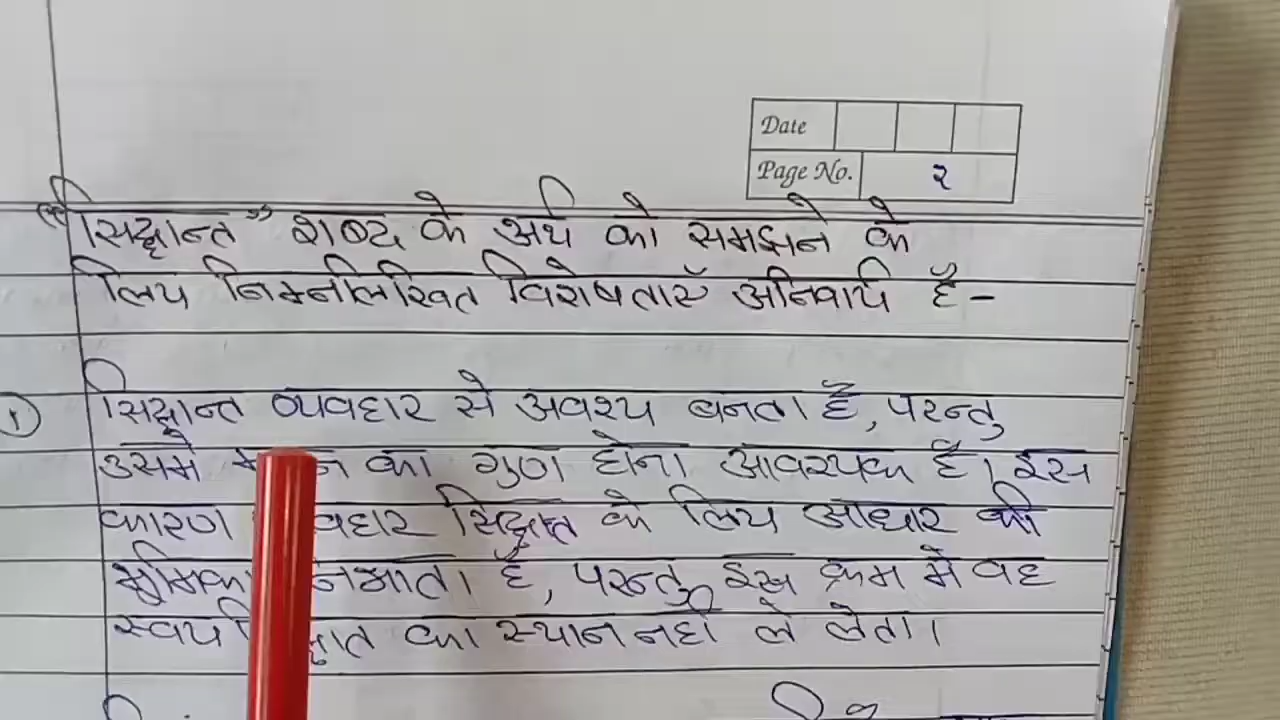 Date
Page No. २
“सिद्धान्त” शब्द के अर्थ को समझने के
लिय निम्नलिखित विशेषताएँ अनिवार्य है -
① सिद्धान्त व्यवहार से अवश्य बनता है, परन्तु
उसमे का गुण होना आवश्यक है। इस
कारण सिद्धांत के लिय आधार की
भूमिका है, परन्तु इस क्रम में वह
स्वयं का स्थान नहीं ले लेता।